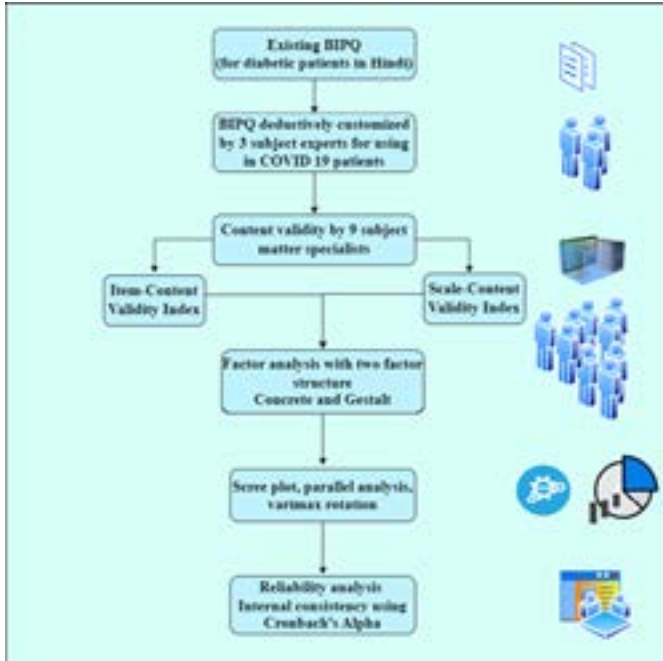 Existing BIPQ
(for diabetic patients in Hindi)
BIPQ deductively customized
by 3 subject experts for using
in COVID 19 patients
Content validity by 9 subject
matter specialists
Item-Content
Validity Index
Scale-Content
Validity Index
Factor analysis with two factor
structure
Concrete and Gestalt
Scree plot, parallel analysis,
varimax rotation
Reliability analysis
Internal consistency using
Cronbach's Alpha